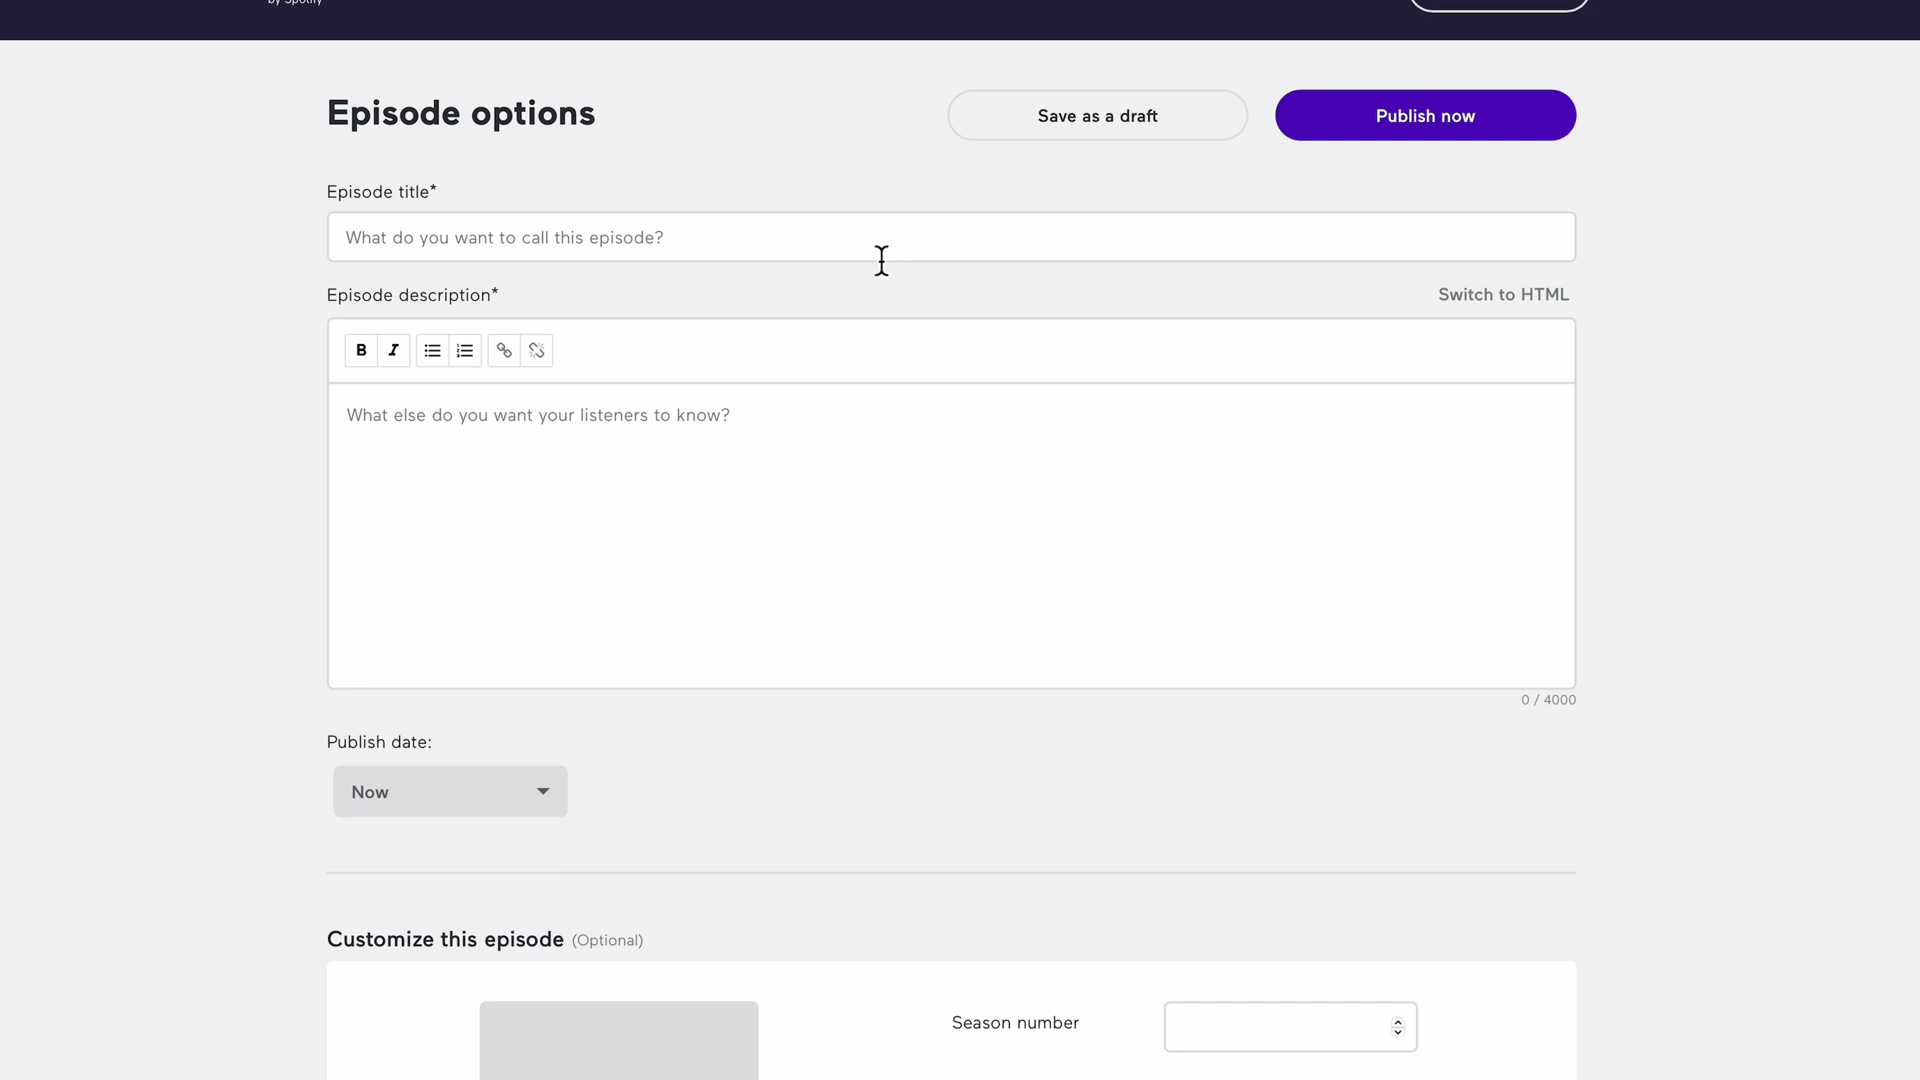 by Spotify
Episode options
Save as a draft
Publish now
Episode title*
What do you want to call this episode?
Episode description*
Switch to HTML
B I
What else do you want your listeners to know?
0 / 4000
Publish date:
Now
Customize this episode (Optional)
Season number